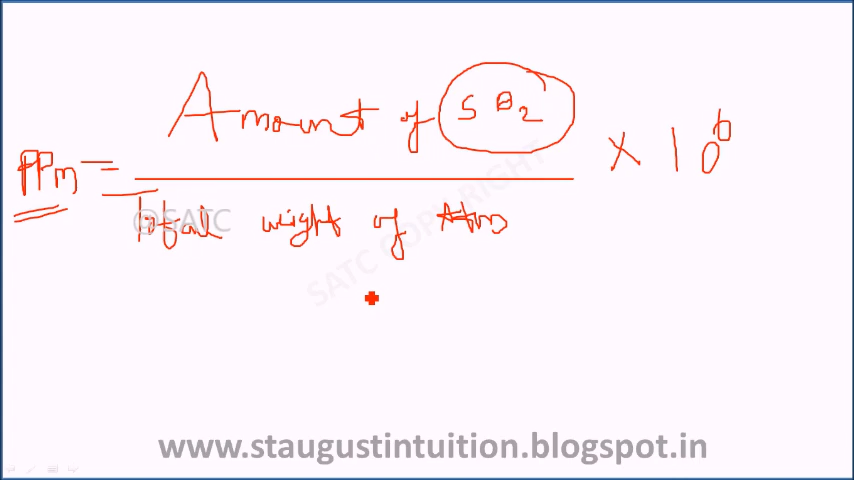 Amount of SO2
PPm = × 10^6
Total weight of Atm
@SATC
SATC COPYRIGHT
www.staugustintuition.blogspot.in